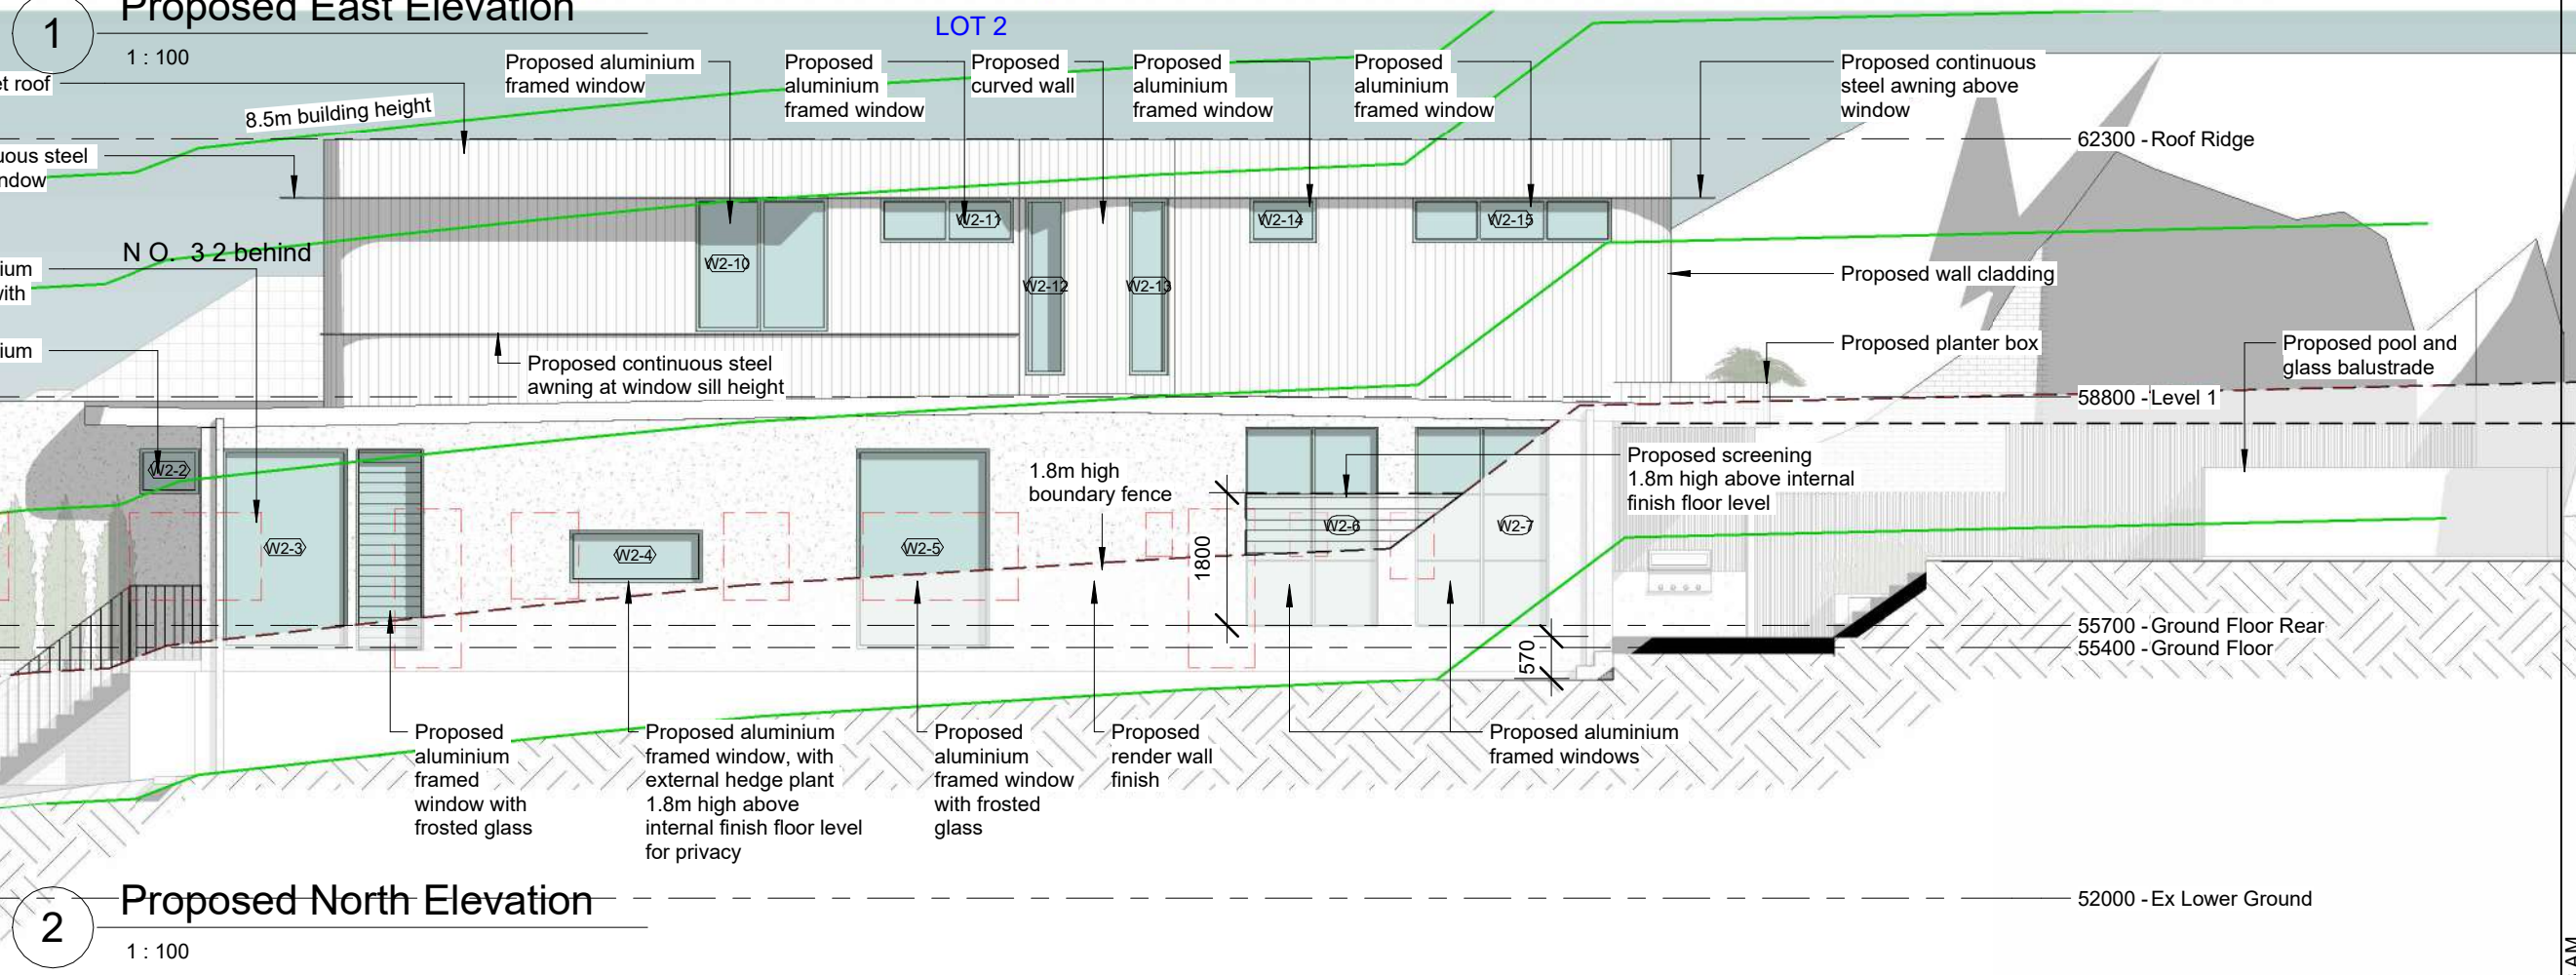 Proposed East Elevation
1
1 : 100
LOT 2
et roof
8.5m building height
Proposed aluminium
framed window
Proposed
aluminium
framed window
Proposed
curved wall
Proposed
aluminium
framed window
Proposed
aluminium
framed window
Proposed continuous
steel awning above
window
62300 - Roof Ridge
uous steel
ndow
W2-11
W2-14
W2-15
N O. 3 2 behind
ium
with
W2-10
W2-12
W2-13
Proposed wall cladding
ium
Proposed continuous steel
awning at window sill height
Proposed planter box
Proposed pool and
glass balustrade
58800 - Level 1
W2-2
1.8m high
boundary fence
Proposed screening
1.8m high above internal
finish floor level
W2-3
W2-4
W2-5
W2-6
W2-7
1800
570
55700 - Ground Floor Rear
55400 - Ground Floor
Proposed
aluminium
framed
window with
frosted glass
Proposed aluminium
framed window, with
external hedge plant
1.8m high above
internal finish floor level
for privacy
Proposed
aluminium
framed window
with frosted
glass
Proposed
render wall
finish
Proposed aluminium
framed windows
Proposed North Elevation
2
1 : 100
52000 - Ex Lower Ground
AM